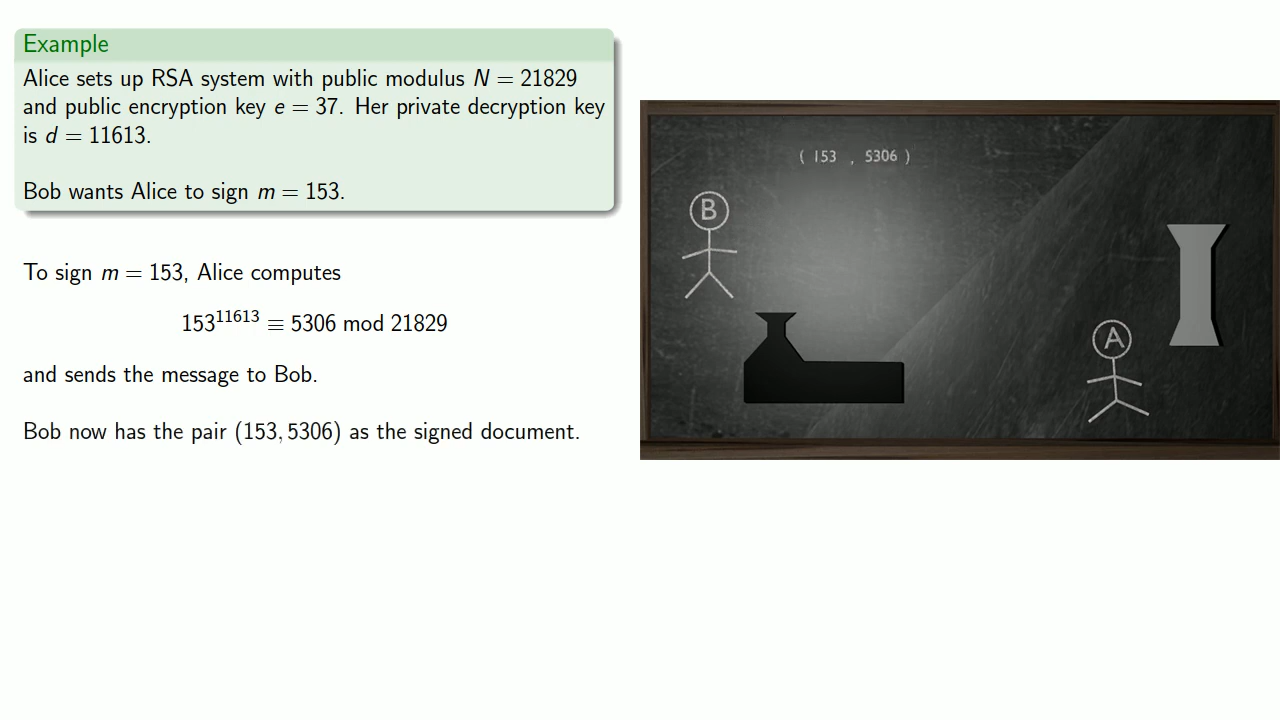 Example
Alice sets up RSA system with public modulus N = 21829
and public encryption key e = 37. Her private decryption key
is d = 11613.
Bob wants Alice to sign m = 153.
To sign m = 153, Alice computes
153^11613 ≡ 5306 mod 21829
and sends the message to Bob.
Bob now has the pair (153, 5306) as the signed document.
( 153 , 5306 )
B
A